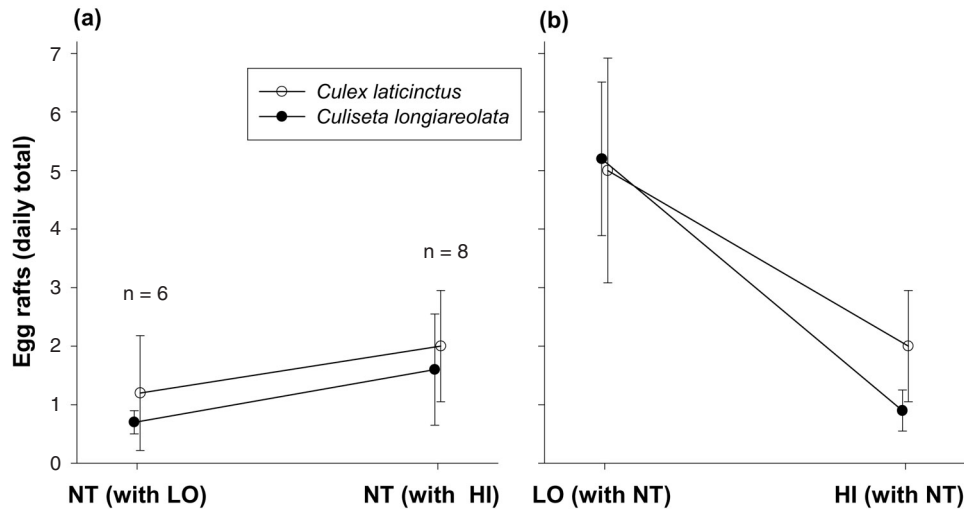 (a)
(b)
Egg rafts (daily total)
7
6
5
4
3
2
1
0
Culex laticinctus
Culiseta longiareolata
n = 6
n = 8
NT (with LO)
NT (with HI)
LO (with NT)
HI (with NT)